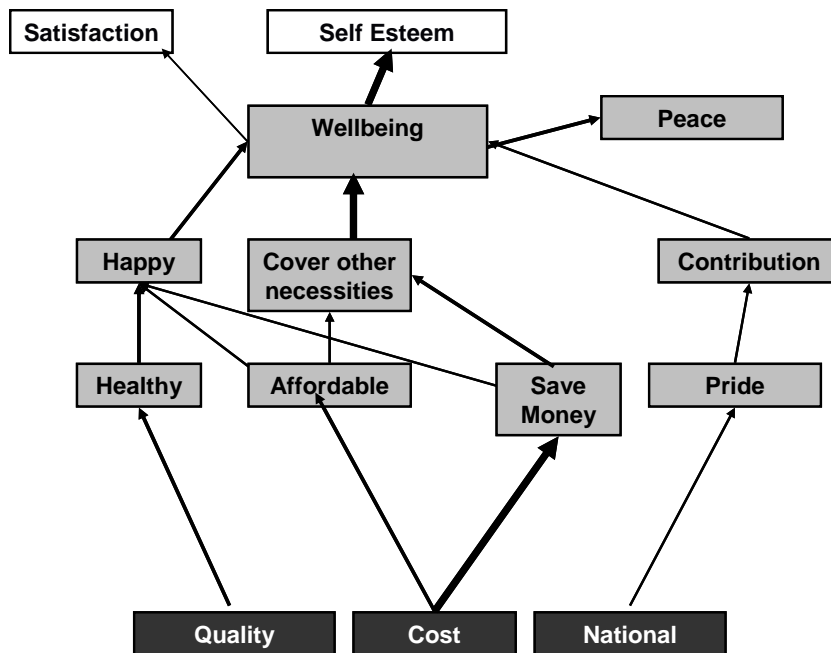 Satisfaction
Self Esteem
Wellbeing
Peace
Happy
Cover other
necessities
Contribution
Healthy
Affordable
Save
Money
Pride
Quality
Cost
National